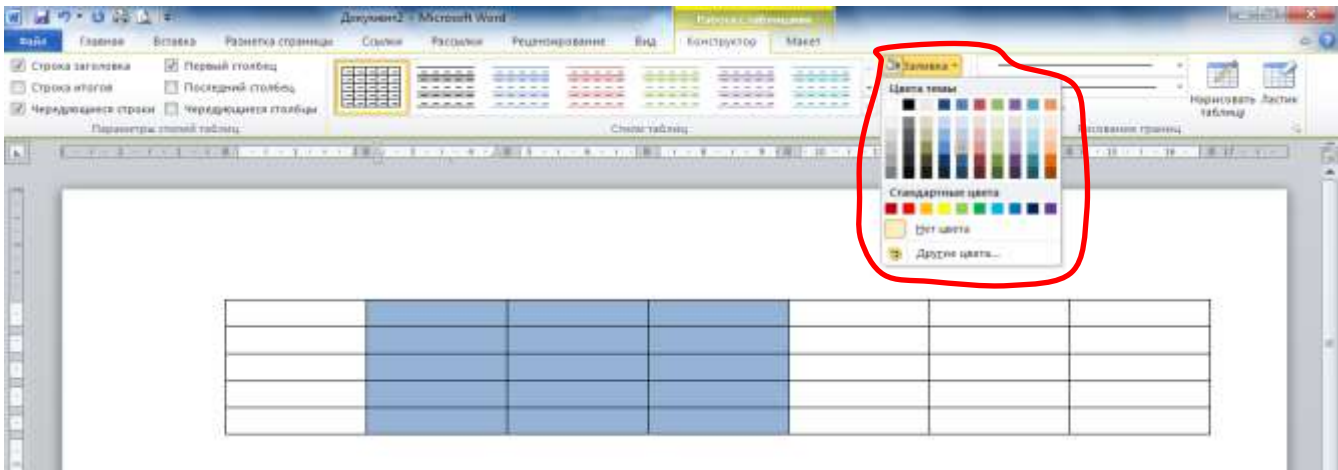 Документ2 - Microsoft Word
Работа с таблицами
Файл Главная Вставка Разметка страницы Ссылки Рассылки Рецензирование Вид Конструктор Макет
Строка заголовка Первый столбец
Строка итогов Последний столбец
Чередующиеся строки Чередующиеся столбцы
Параметры стилей таблиц
Стили таблиц
Заливка
Нарисовать таблицу
Ластик
Рисование границ
Цвета темы
Стандартные цвета
Нет цвета
Другие цвета...